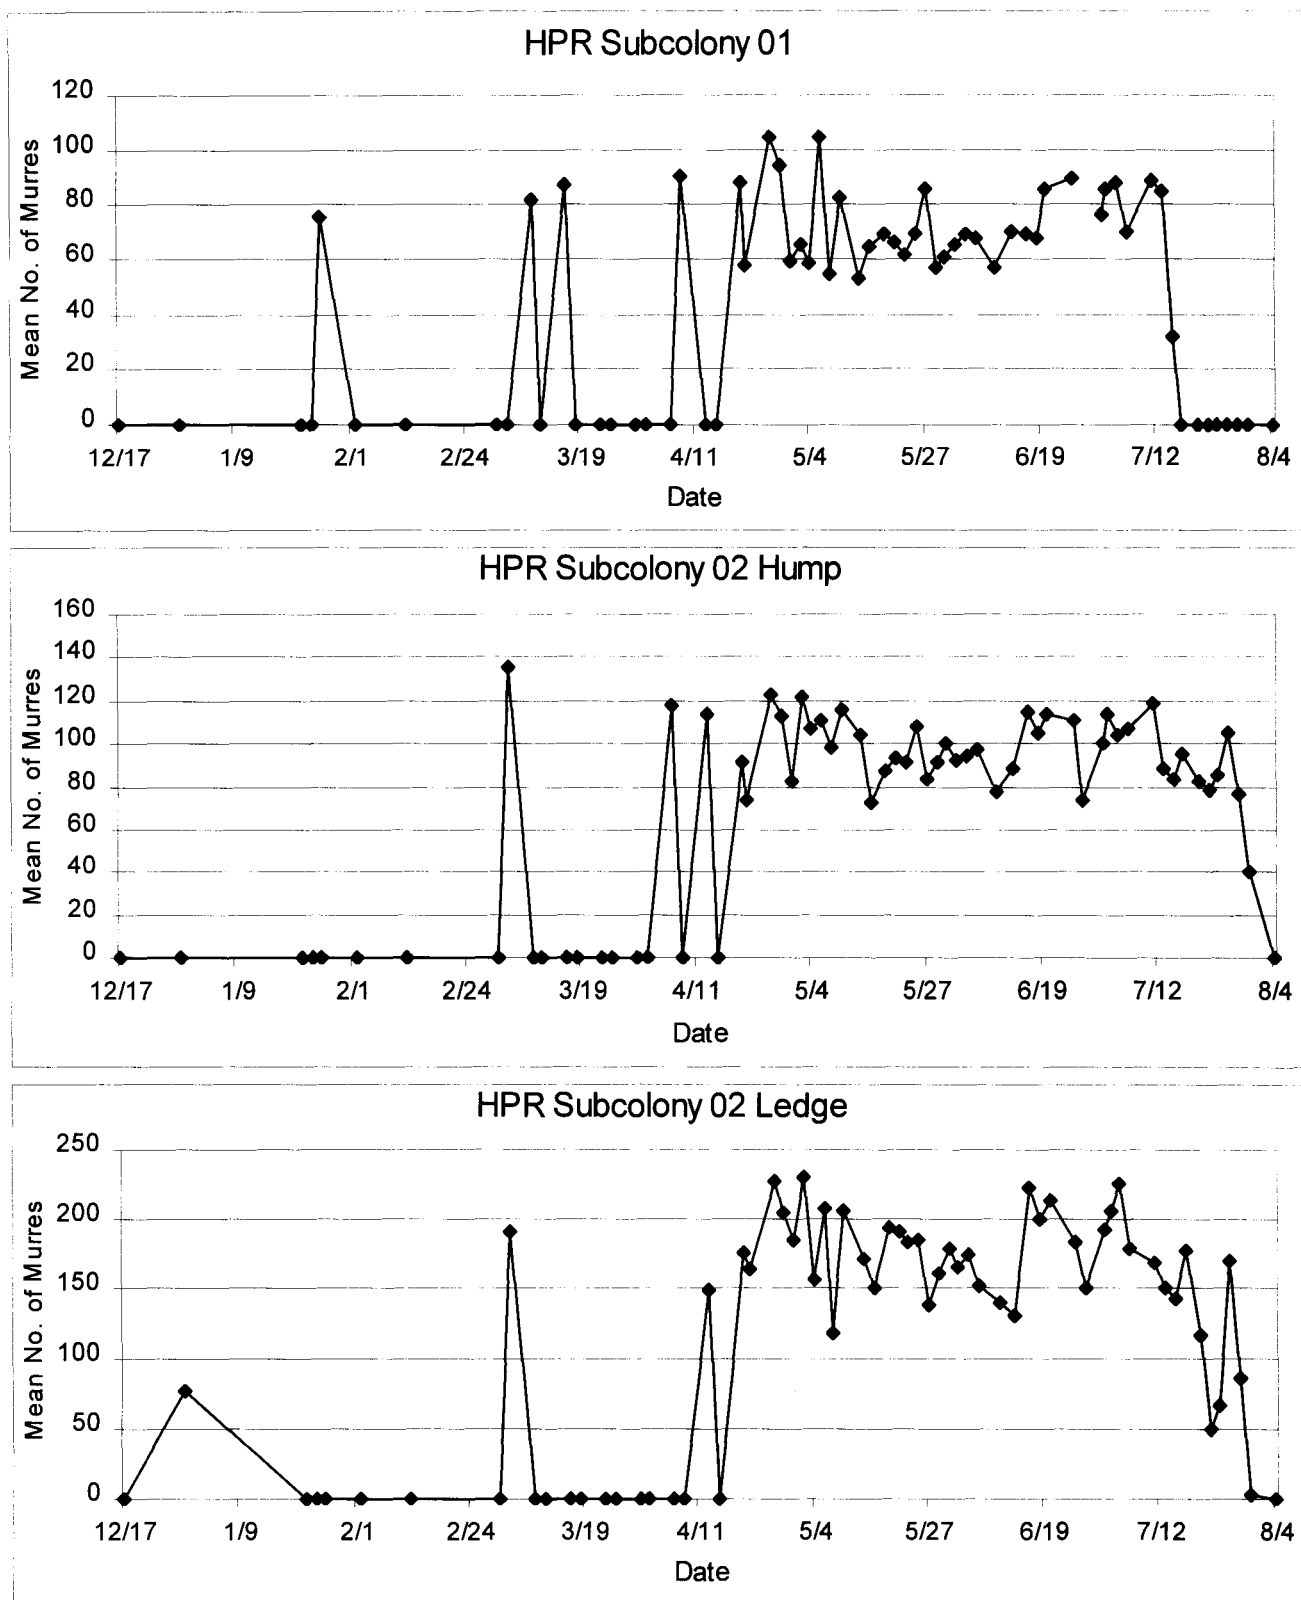 HPR Subcolony 01
Mean No. of Murres
120
100
80
60
40
20
0
12/17 1/9 2/1 2/24 3/19 4/11 5/4 5/27 6/19 7/12 8/4
Date
HPR Subcolony 02 Hump
Mean No. of Murres
160
140
120
100
80
60
40
20
0
12/17 1/9 2/1 2/24 3/19 4/11 5/4 5/27 6/19 7/12 8/4
Date
HPR Subcolony 02 Ledge
Mean No. of Murres
250
200
150
100
50
0
12/17 1/9 2/1 2/24 3/19 4/11 5/4 5/27 6/19 7/12 8/4
Date